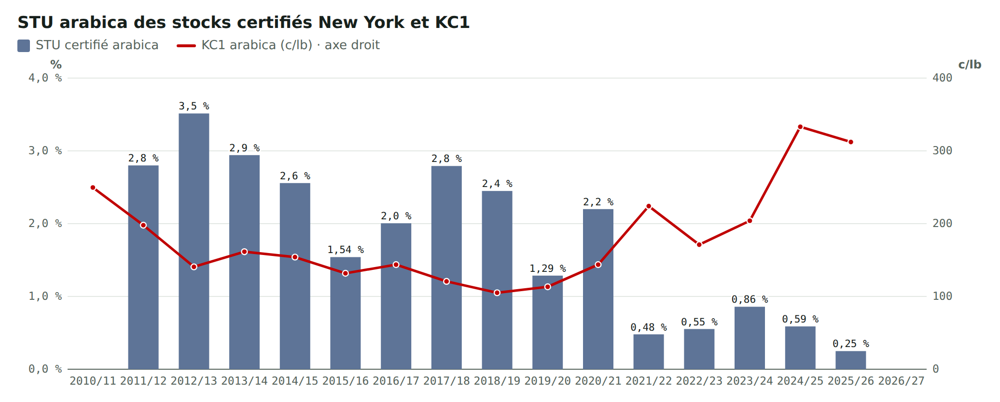 STU arabica des stocks certifiés New York et KC1
STU certifié arabica KC1 arabica (c/lb) · axe droit
% c/lb
4,0 % 400
3,5 %
3,0 % 300
2,9 %
2,8 % 2,8 %
2,6 %
2,4 %
2,2 %
2,0 %
2,0 % 200
1,54 %
1,29 %
1,0 % 100
0,86 %
0,59 %
0,55 %
0,48 %
0,25 %
0,0 % 0
2010/11 2011/12 2012/13 2013/14 2014/15 2015/16 2016/17 2017/18 2018/19 2019/20 2020/21 2021/22 2022/23 2023/24 2024/25 2025/26 2026/27